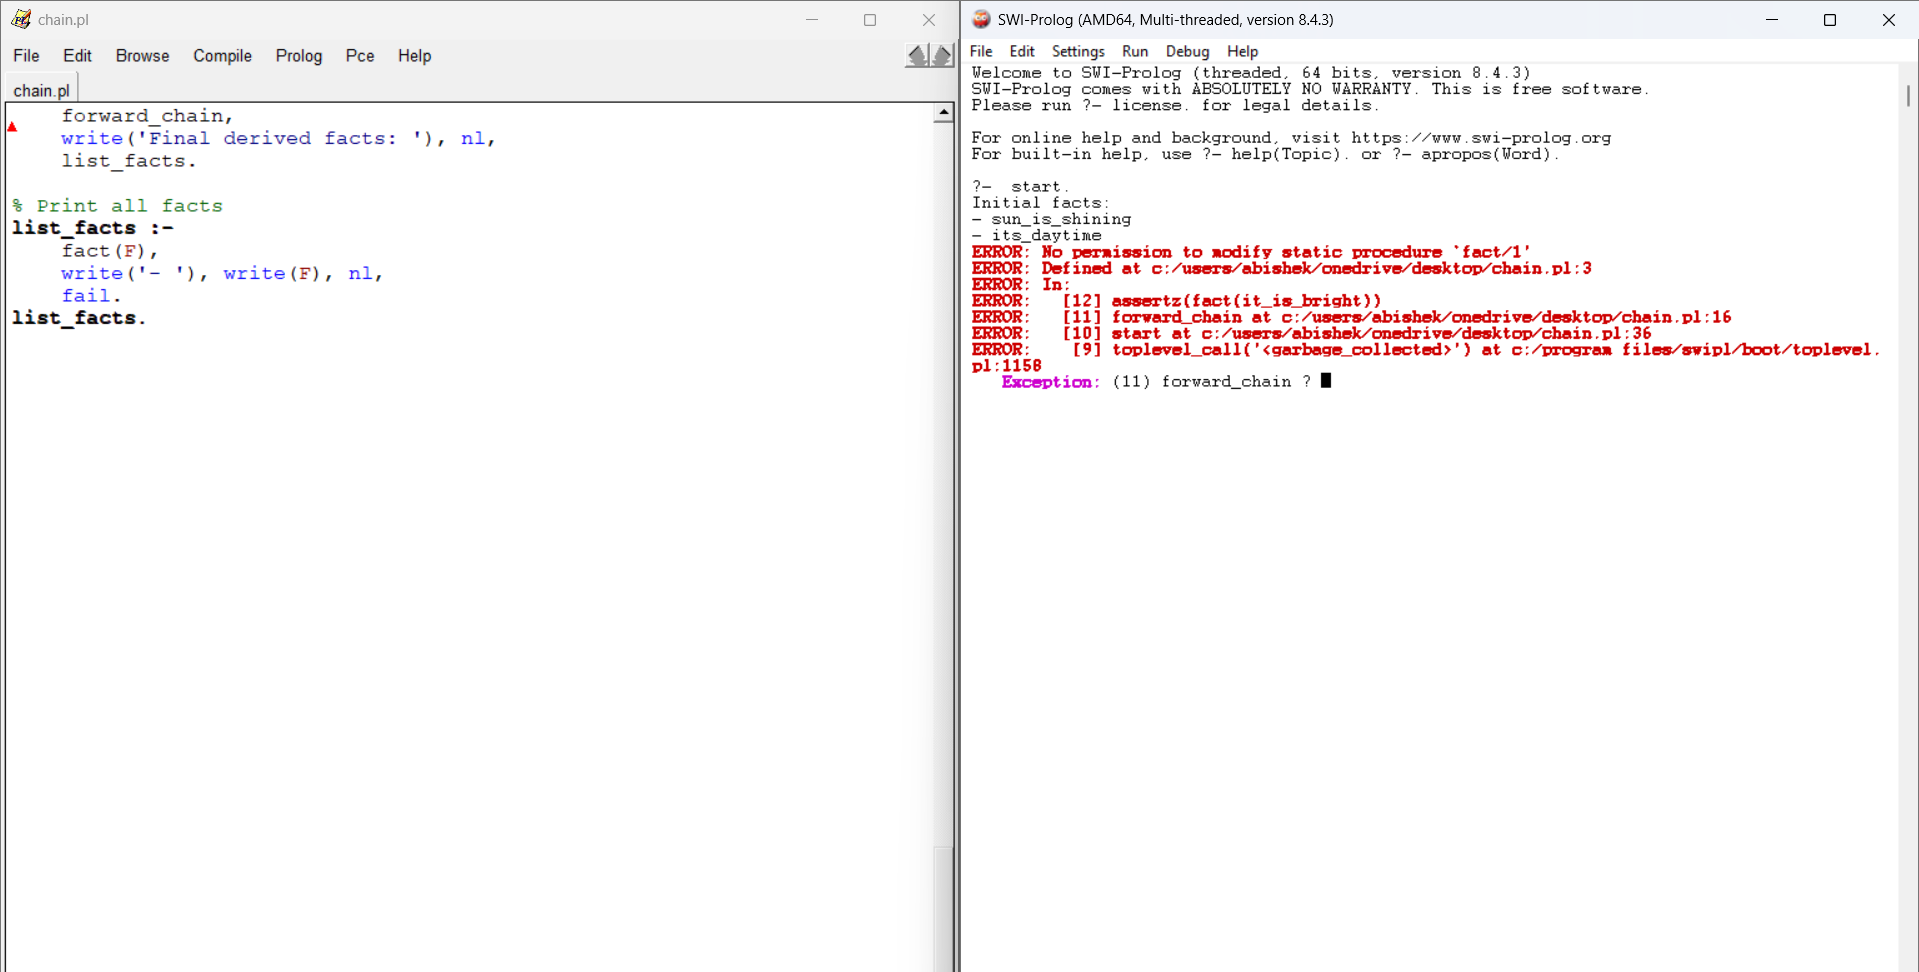 chain.pl
File Edit Browse Compile Prolog Pce Help
chain.pl
    forward_chain,
    write('Final derived facts: '), nl,
    list_facts.
% Print all facts
list_facts :-
    fact(F),
    write('- '), write(F), nl,
    fail.
list_facts.
SWI-Prolog (AMD64, Multi-threaded, version 8.4.3)
File Edit Settings Run Debug Help
Welcome to SWI-Prolog (threaded, 64 bits, version 8.4.3)
SWI-Prolog comes with ABSOLUTELY NO WARRANTY. This is free software.
Please run ?- license. for legal details.
For online help and background, visit https://www.swi-prolog.org
For built-in help, use ?- help(Topic). or ?- apropos(Word).
?-  start.
Initial facts:
- sun_is_shining
- its_daytime
ERROR: No permission to modify static procedure `fact/1'
ERROR: Defined at c:/users/abishek/onedrive/desktop/chain.pl:3
ERROR: In:
ERROR:   [12] assertz(fact(it_is_bright))
ERROR:   [11] forward_chain at c:/users/abishek/onedrive/desktop/chain.pl:16
ERROR:   [10] start at c:/users/abishek/onedrive/desktop/chain.pl:36
ERROR:    [9] toplevel_call('<garbage_collected>') at c:/program files/swipl/boot/toplevel.
pl:1158
   Exception: (11) forward_chain ?